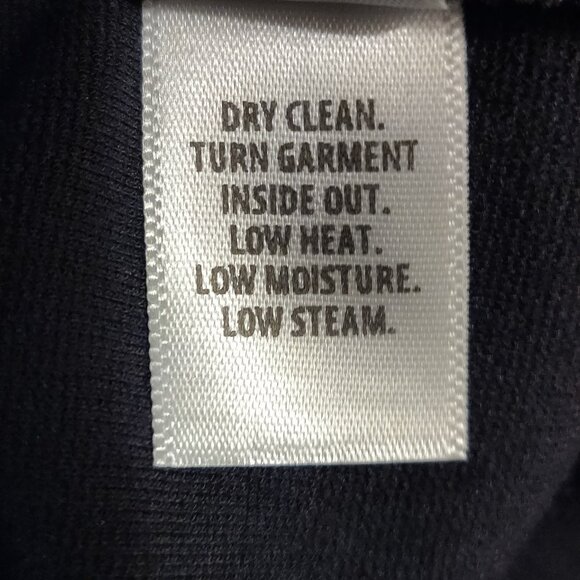 DRY CLEAN.
TURN GARMENT
INSIDE OUT.
LOW HEAT.
LOW MOISTURE.
LOW STEAM.